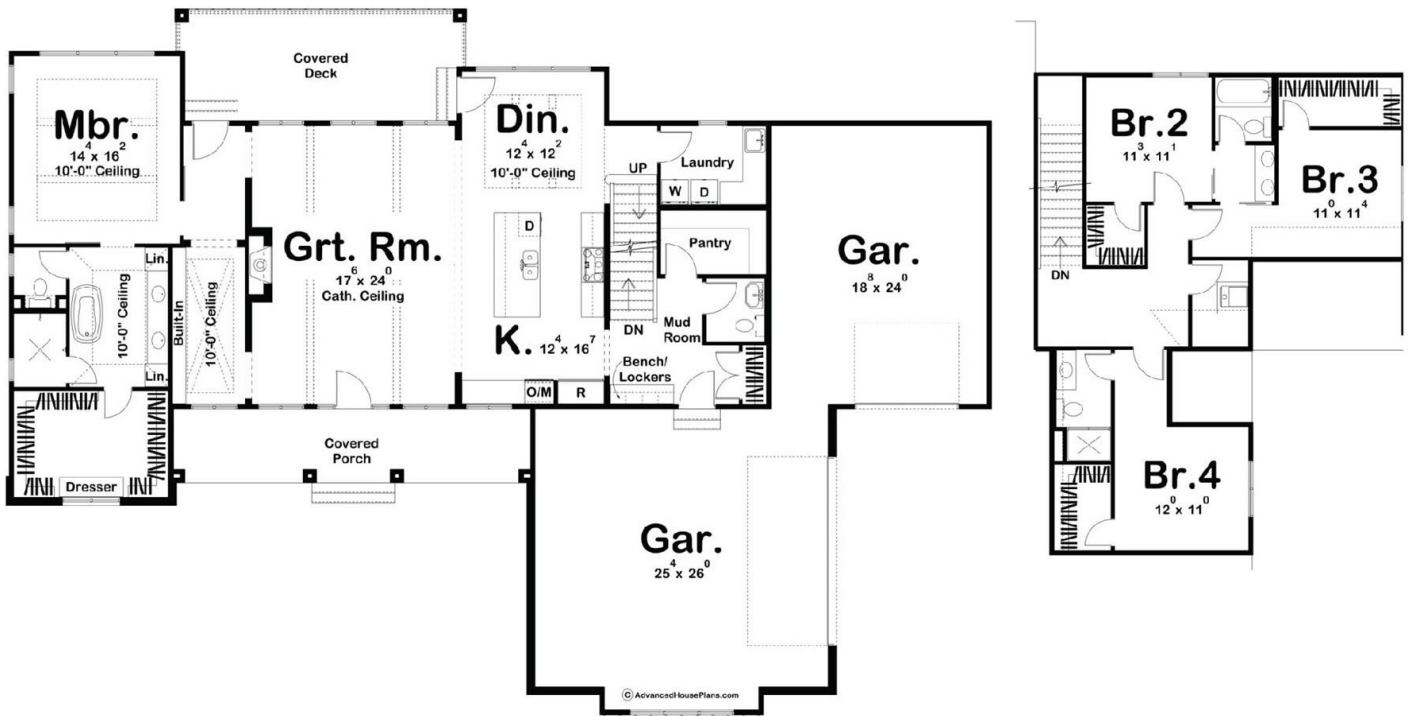 Covered
Deck
Mbr.
14⁴ x 16²
10'-0" Ceiling
Din.
12⁴ x 12²
10'-0" Ceiling
UP
Laundry
W
D
Grt. Rm.
17⁶ x 24⁰
Cath. Ceiling
D
Pantry
Gar.
18⁸ x 24⁰
Lin.
10'-0" Ceiling
Built-In
10'-0" Ceiling
Lin.
K. 12⁴ x 16⁷
DN
Mud
Room
Bench/
Lockers
O/M
R
Dresser
Covered
Porch
Gar.
25⁴ x 26⁰
© AdvancedHousePlans.com
Br.2
11³ x 11¹
Br.3
11⁰ x 11⁴
DN
Br.4
12⁰ x 11⁰